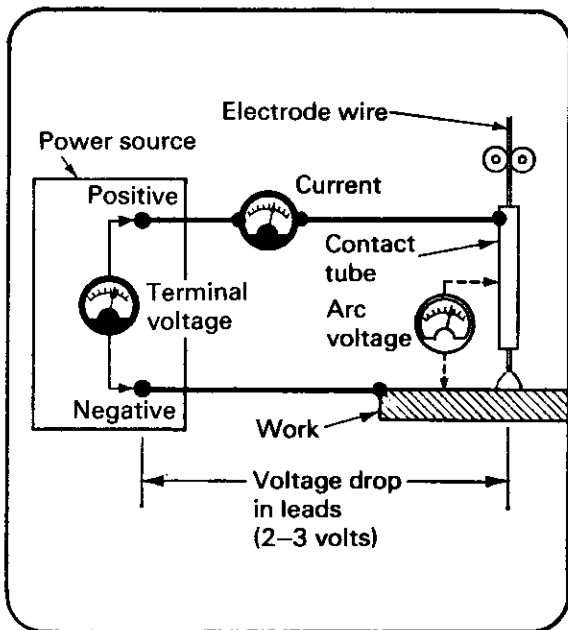 Electrode wire
Power source
Positive
Current
Contact
tube
Terminal
voltage
Arc
voltage
Negative
Work
Voltage drop
in leads
(2–3 volts)